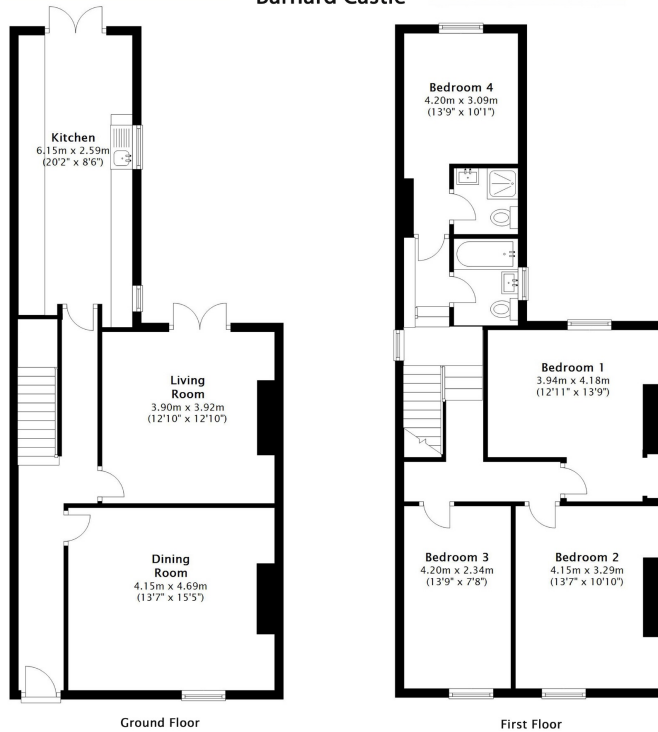 Barnard Castle
Kitchen
6.15m x 2.59m
(20'2" x 8'6")
Living
Room
3.90m x 3.92m
(12'10" x 12'10")
Dining
Room
4.15m x 4.69m
(13'7" x 15'5")
Ground Floor
Bedroom 4
4.20m x 3.09m
(13'9" x 10'1")
Bedroom 1
3.94m x 4.18m
(12'11" x 13'9")
Bedroom 3
4.20m x 2.34m
(13'9" x 7'8")
Bedroom 2
4.15m x 3.29m
(13'7" x 10'10")
First Floor